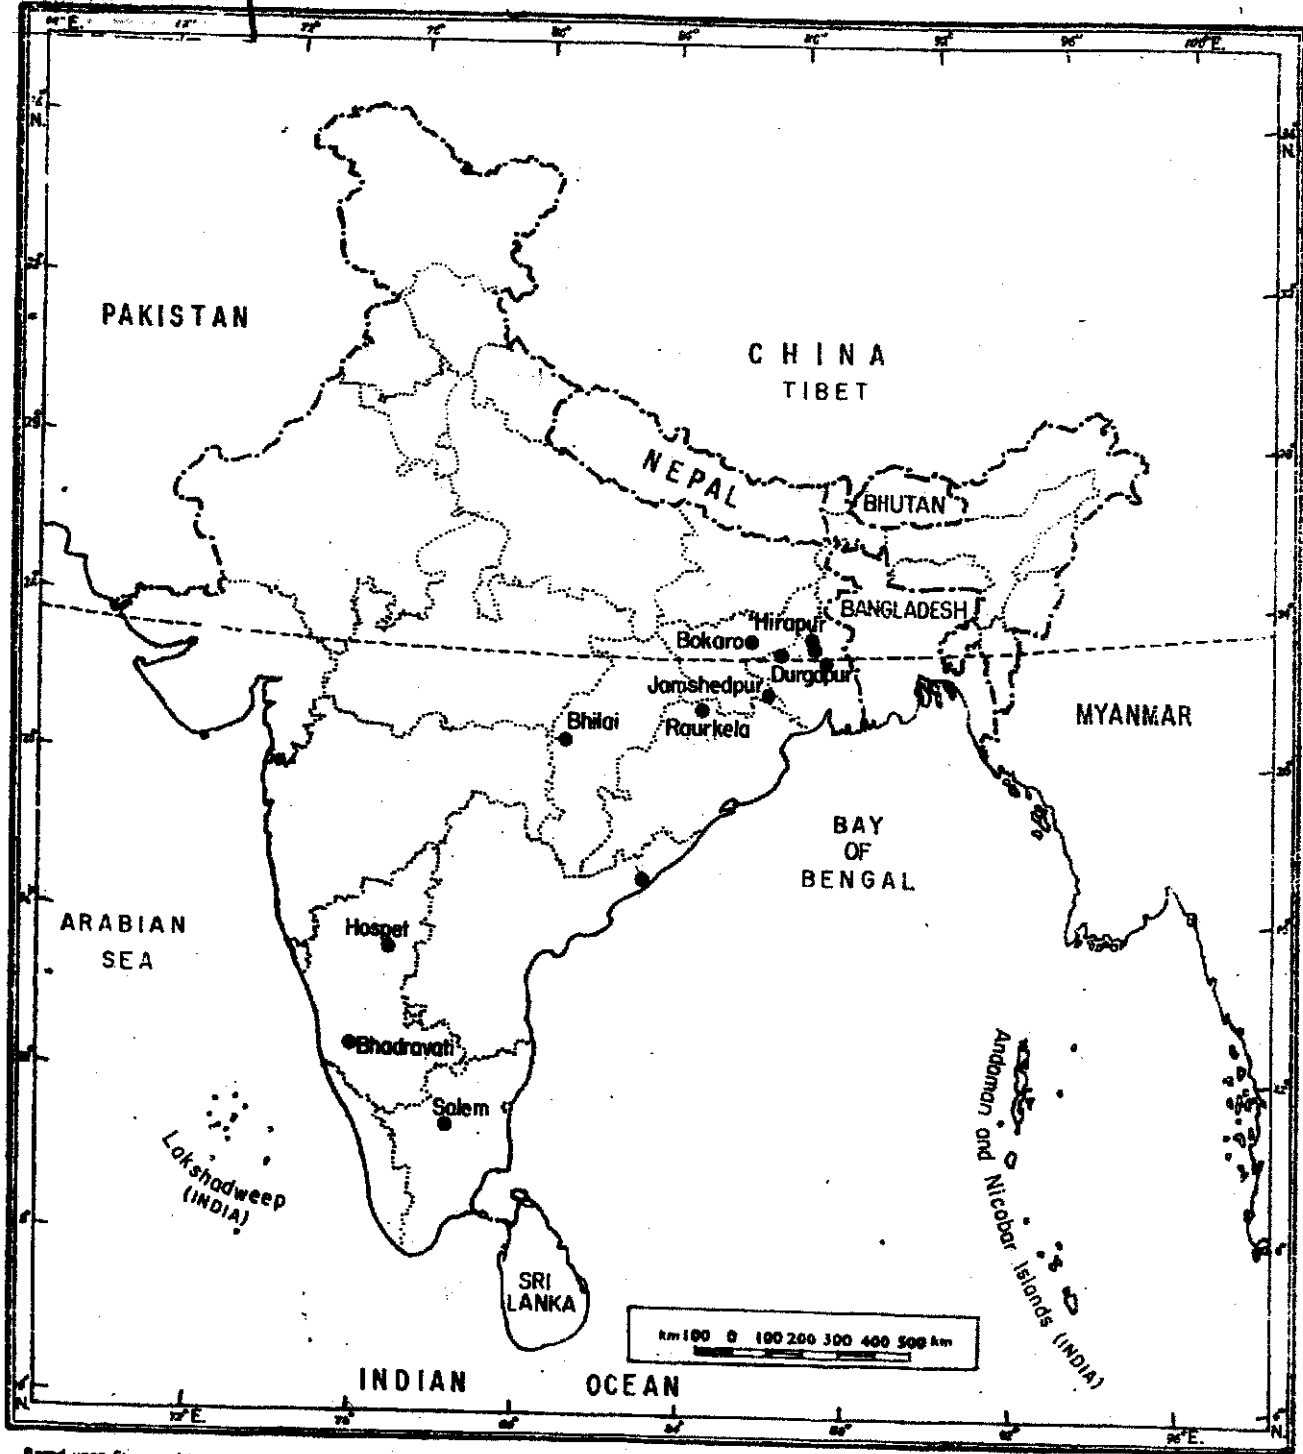 PAKISTAN
CHINA
TIBET
NEPAL
BHUTAN
BANGLADESH
Hirapur
Bokaro
Durgapur
Jamshedpur
Raurkela
Bhilai
MYANMAR
BAY
OF
BENGAL
ARABIAN
SEA
Hospet
Bhadravati
Salem
Lakshadweep
(INDIA)
Andaman and Nicobar Islands (INDIA)
SRI
LANKA
km 100 0 100 200 300 400 500 km
INDIAN OCEAN